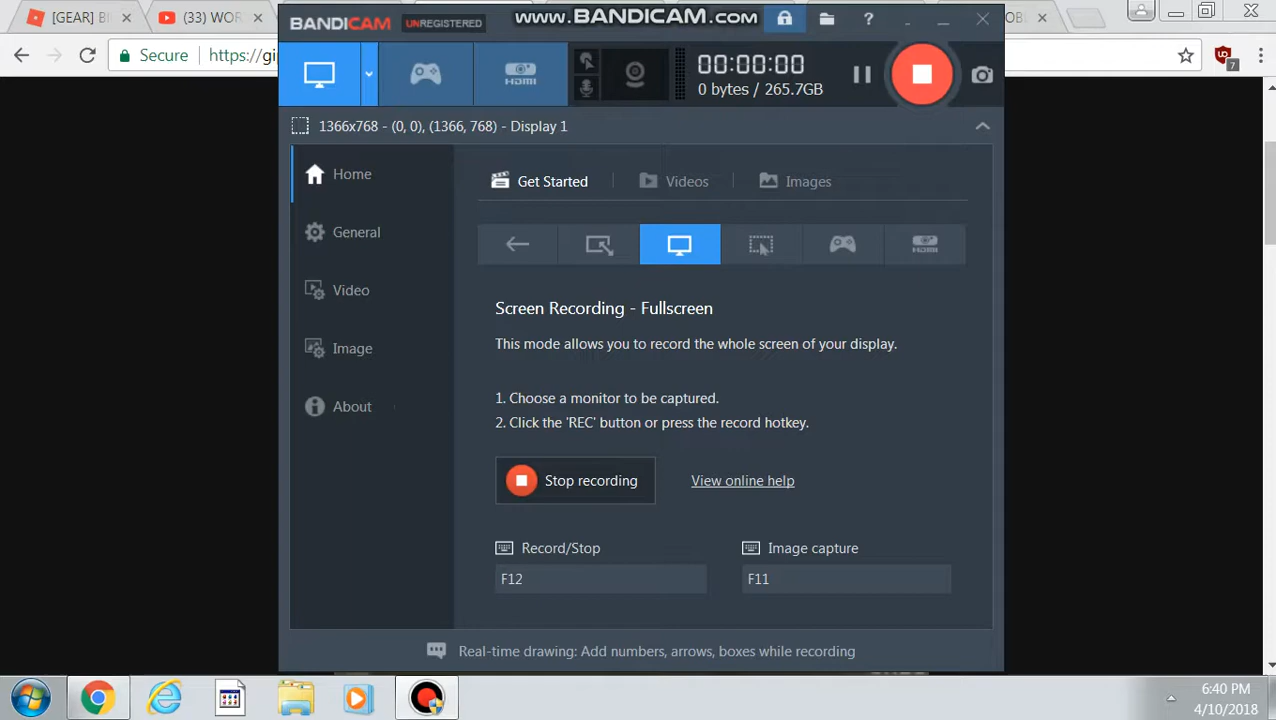 [GEAR] B
(33) WOR
BANDICAM UNREGISTERED
www.BANDICAM.com
Secure
https://gi
7
HDMI
00:00:00
0 bytes / 265.7GB
1366x768 - (0, 0), (1366, 768) - Display 1
Home
General
Video
Image
About
Get Started
Videos
Images
HDMI
Screen Recording - Fullscreen
This mode allows you to record the whole screen of your display.
1. Choose a monitor to be captured.
2. Click the 'REC' button or press the record hotkey.
Stop recording
View online help
Record/Stop
Image capture
F12
F11
Real-time drawing: Add numbers, arrows, boxes while recording
6:40 PM
4/10/2018